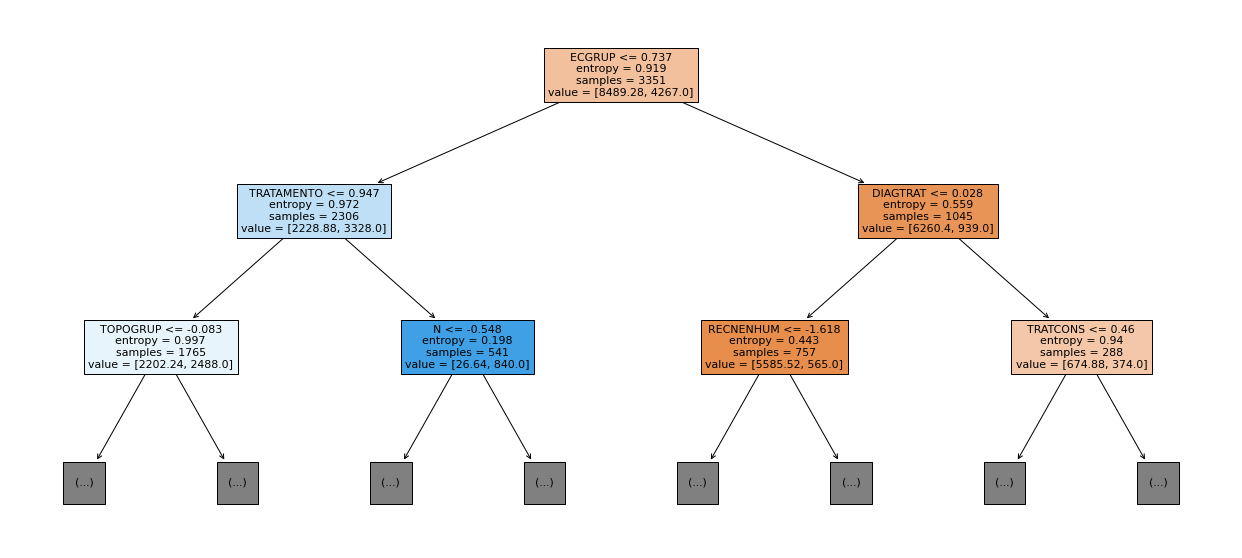 ECGRUP <= 0.737
entropy = 0.919
samples = 3351
value = [8489.28, 4267.0]
TRATAMENTO <= 0.947
entropy = 0.972
samples = 2306
value = [2228.88, 3328.0]
DIAGTRAT <= 0.028
entropy = 0.559
samples = 1045
value = [6260.4, 939.0]
TOPOGRUP <= -0.083
entropy = 0.997
samples = 1765
value = [2202.24, 2488.0]
N <= -0.548
entropy = 0.198
samples = 541
value = [26.64, 840.0]
RECNENHUM <= -1.618
entropy = 0.443
samples = 757
value = [5585.52, 565.0]
TRATCONS <= 0.46
entropy = 0.94
samples = 288
value = [674.88, 374.0]
(...)
(...)
(...)
(...)
(...)
(...)
(...)
(...)